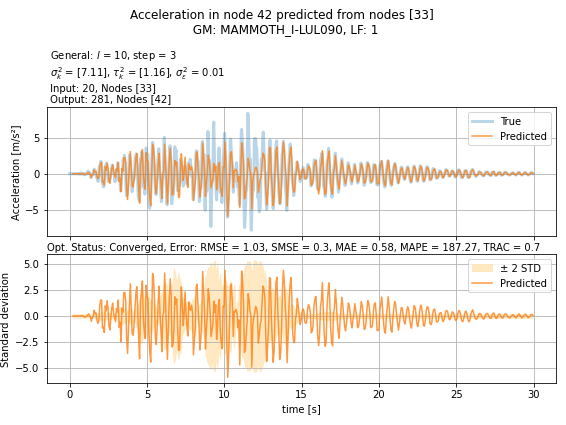 Acceleration in node 42 predicted from nodes [33]
GM: MAMMOTH_I-LUL090, LF: 1
General: l = 10, step = 3
σ²ₖ = [7.11], τ²ₖ = [1.16], σ²ε = 0.01
Input: 20, Nodes [33]
Output: 281, Nodes [42]
Acceleration [m/s²]
5
0
−5
True
Predicted
Opt. Status: Converged, Error: RMSE = 1.03, SMSE = 0.3, MAE = 0.58, MAPE = 187.27, TRAC = 0.7
Standard deviation
5.0
2.5
0.0
−2.5
−5.0
± 2 STD
Predicted
0 5 10 15 20 25 30
time [s]